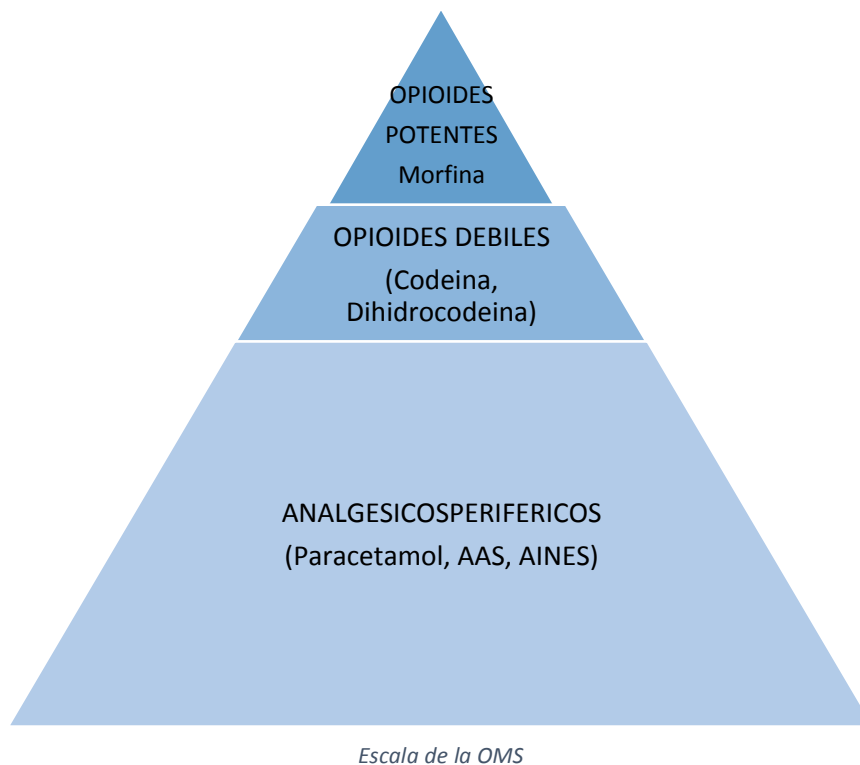 OPIOIDES
POTENTES
Morfina
OPIOIDES DEBILES
(Codeina,
Dihidrocodeina)
ANALGESICOSPERIFERICOS
(Paracetamol, AAS, AINES)
Escala de la OMS